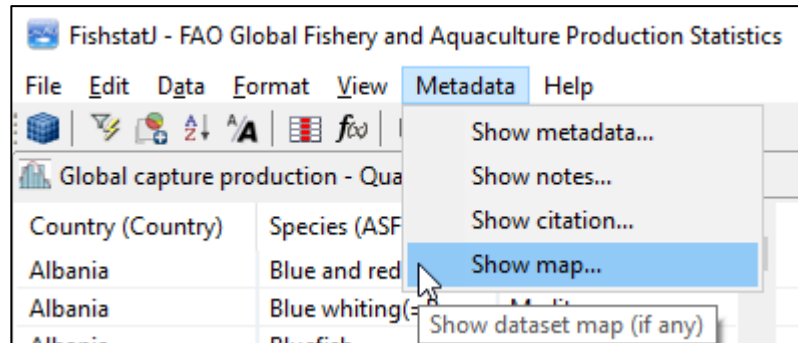 FishstatJ - FAO Global Fishery and Aquaculture Production Statistics
File Edit Data Format View Metadata Help
Show metadata...
Global capture production - Qua
Show notes...
Country (Country) Species (ASF
Show citation...
Albania Blue and red
Show map...
Albania Blue whiting(=
Show dataset map (if any)